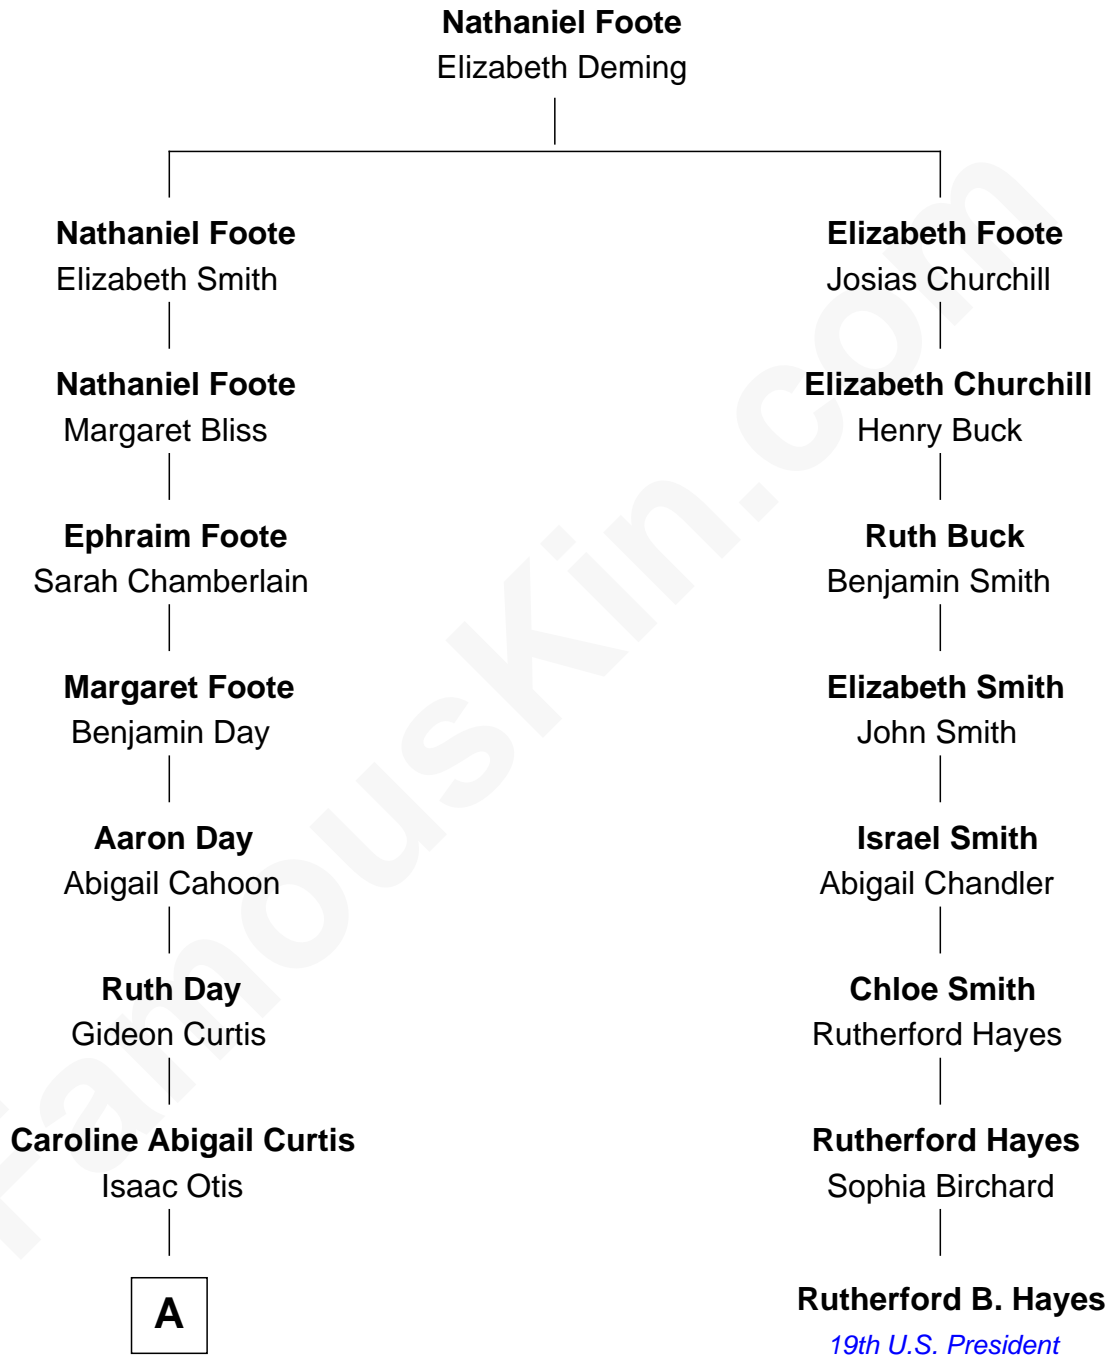 Nathaniel Foote
Elizabeth Deming
Nathaniel Foote
Elizabeth Smith
Nathaniel Foote
Margaret Bliss
Ephraim Foote
Sarah Chamberlain
Margaret Foote
Benjamin Day
Aaron Day
Abigail Cahoon
Ruth Day
Gideon Curtis
Caroline Abigail Curtis
Isaac Otis
A
Elizabeth Foote
Josias Churchill
Elizabeth Churchill
Henry Buck
Ruth Buck
Benjamin Smith
Elizabeth Smith
John Smith
Israel Smith
Abigail Chandler
Chloe Smith
Rutherford Hayes
Rutherford Hayes
Sophia Birchard
Rutherford B. Hayes
19th U.S. President
FamousKin.com